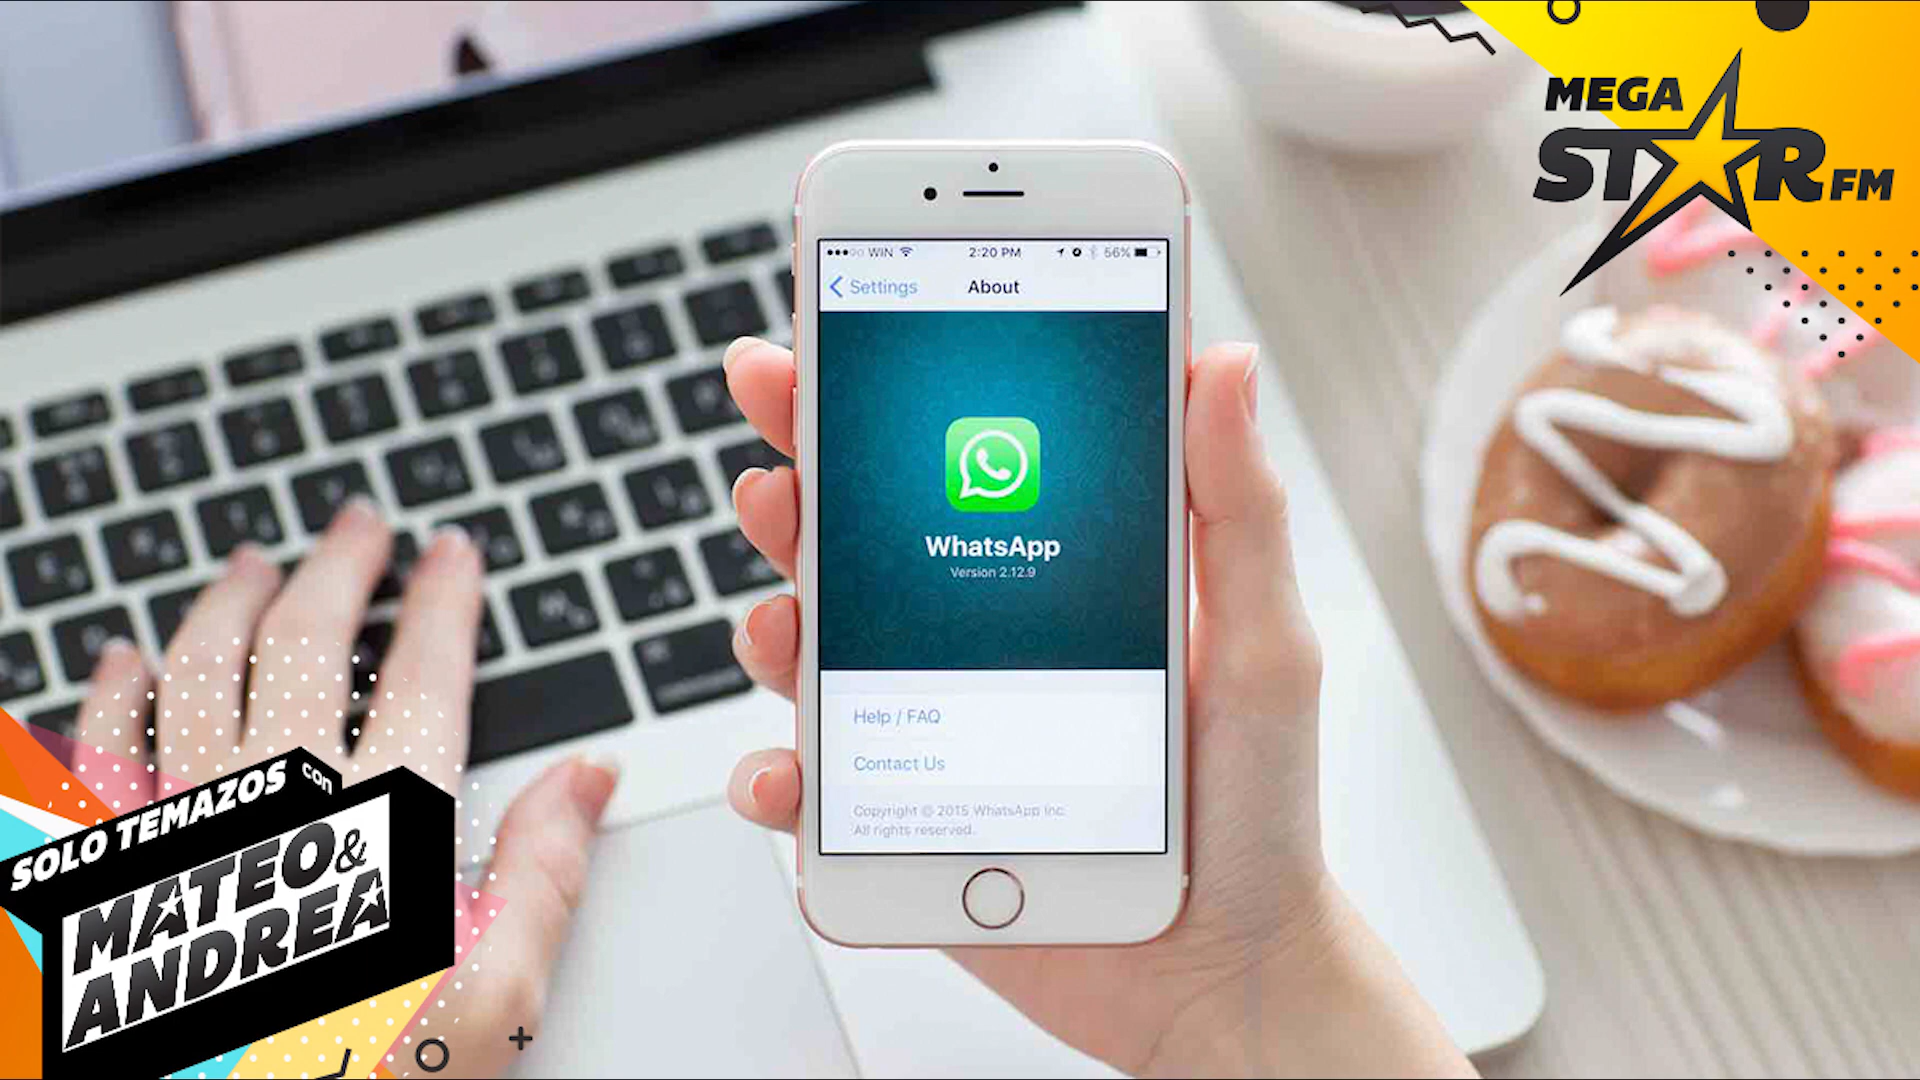 MEGA
STAR FM
●●●○○ WIN 2:20 PM 56%
Settings About
WhatsApp
Version 2.12.9
Help / FAQ
Contact Us
Copyright © 2015 WhatsApp Inc.
All rights reserved.
SOLO TEMAZOS con
MATEO &
ANDREA